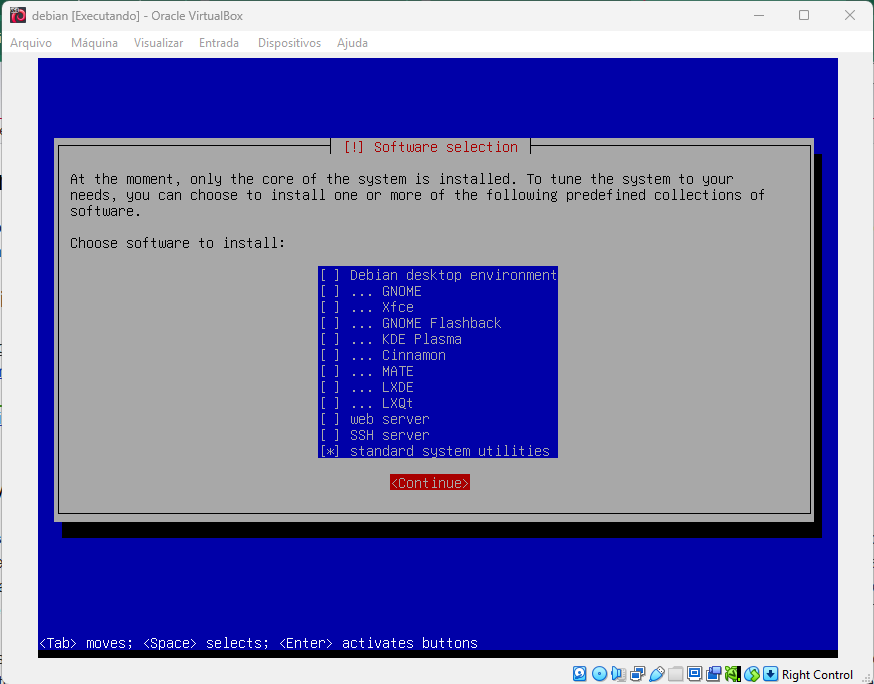 debian [Executando] - Oracle VirtualBox
Arquivo Máquina Visualizar Entrada Dispositivos Ajuda
[!] Software selection
At the moment, only the core of the system is installed. To tune the system to your
needs, you can choose to install one or more of the following predefined collections of
software.
Choose software to install:
[ ] Debian desktop environment
[ ] ... GNOME
[ ] ... Xfce
[ ] ... GNOME Flashback
[ ] ... KDE Plasma
[ ] ... Cinnamon
[ ] ... MATE
[ ] ... LXDE
[ ] ... LXQt
[ ] web server
[ ] SSH server
[*] standard system utilities
<Continue>
<Tab> moves; <Space> selects; <Enter> activates buttons
Right Control